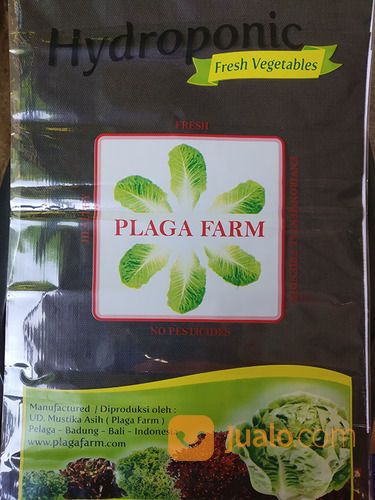 Hydroponic
Fresh Vegetables
FRESH
PLAGA FARM
NO PESTICIDES
Manufactured / Diproduksi oleh :
UD. Mustika Asih ( Plaga Farm )
Pelaga - Badung - Bali - Indonesia
www.plagafarm.com
Jualo.com